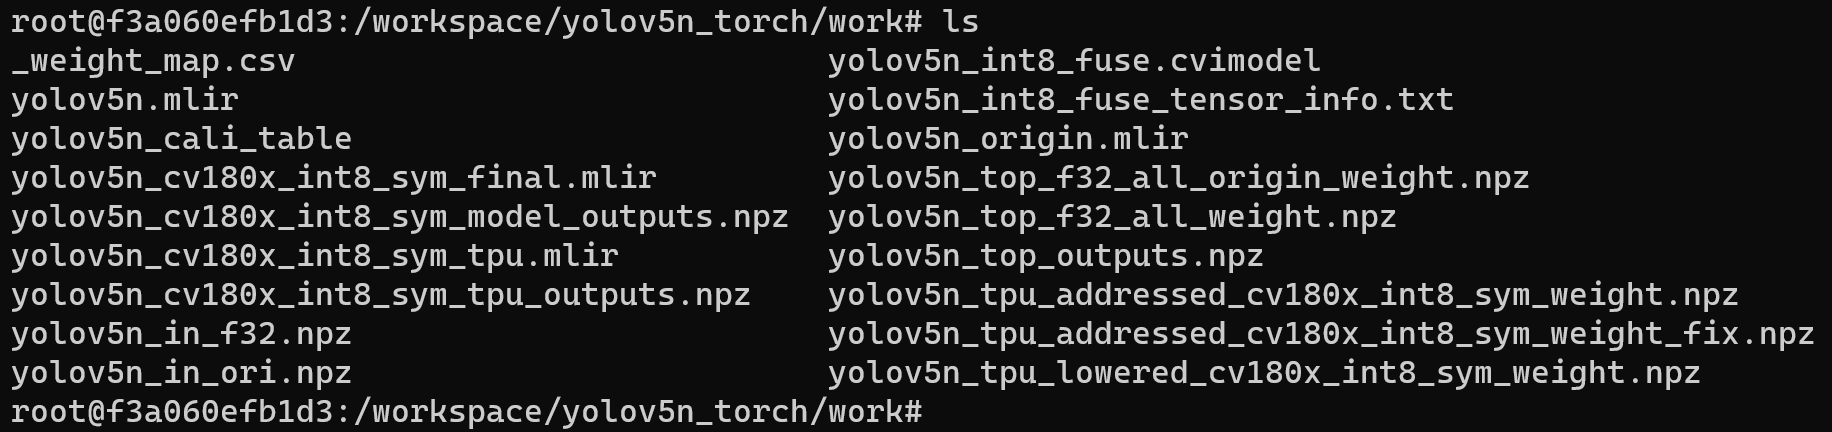 root@f3a060efb1d3:/workspace/yolov5n_torch/work# ls
_weight_map.csv                            yolov5n_int8_fuse.cvimodel
yolov5n.mlir                               yolov5n_int8_fuse_tensor_info.txt
yolov5n_cali_table                         yolov5n_origin.mlir
yolov5n_cv180x_int8_sym_final.mlir         yolov5n_top_f32_all_origin_weight.npz
yolov5n_cv180x_int8_sym_model_outputs.npz  yolov5n_top_f32_all_weight.npz
yolov5n_cv180x_int8_sym_tpu.mlir           yolov5n_top_outputs.npz
yolov5n_cv180x_int8_sym_tpu_outputs.npz    yolov5n_tpu_addressed_cv180x_int8_sym_weight.npz
yolov5n_in_f32.npz                         yolov5n_tpu_addressed_cv180x_int8_sym_weight_fix.npz
yolov5n_in_ori.npz                         yolov5n_tpu_lowered_cv180x_int8_sym_weight.npz
root@f3a060efb1d3:/workspace/yolov5n_torch/work#